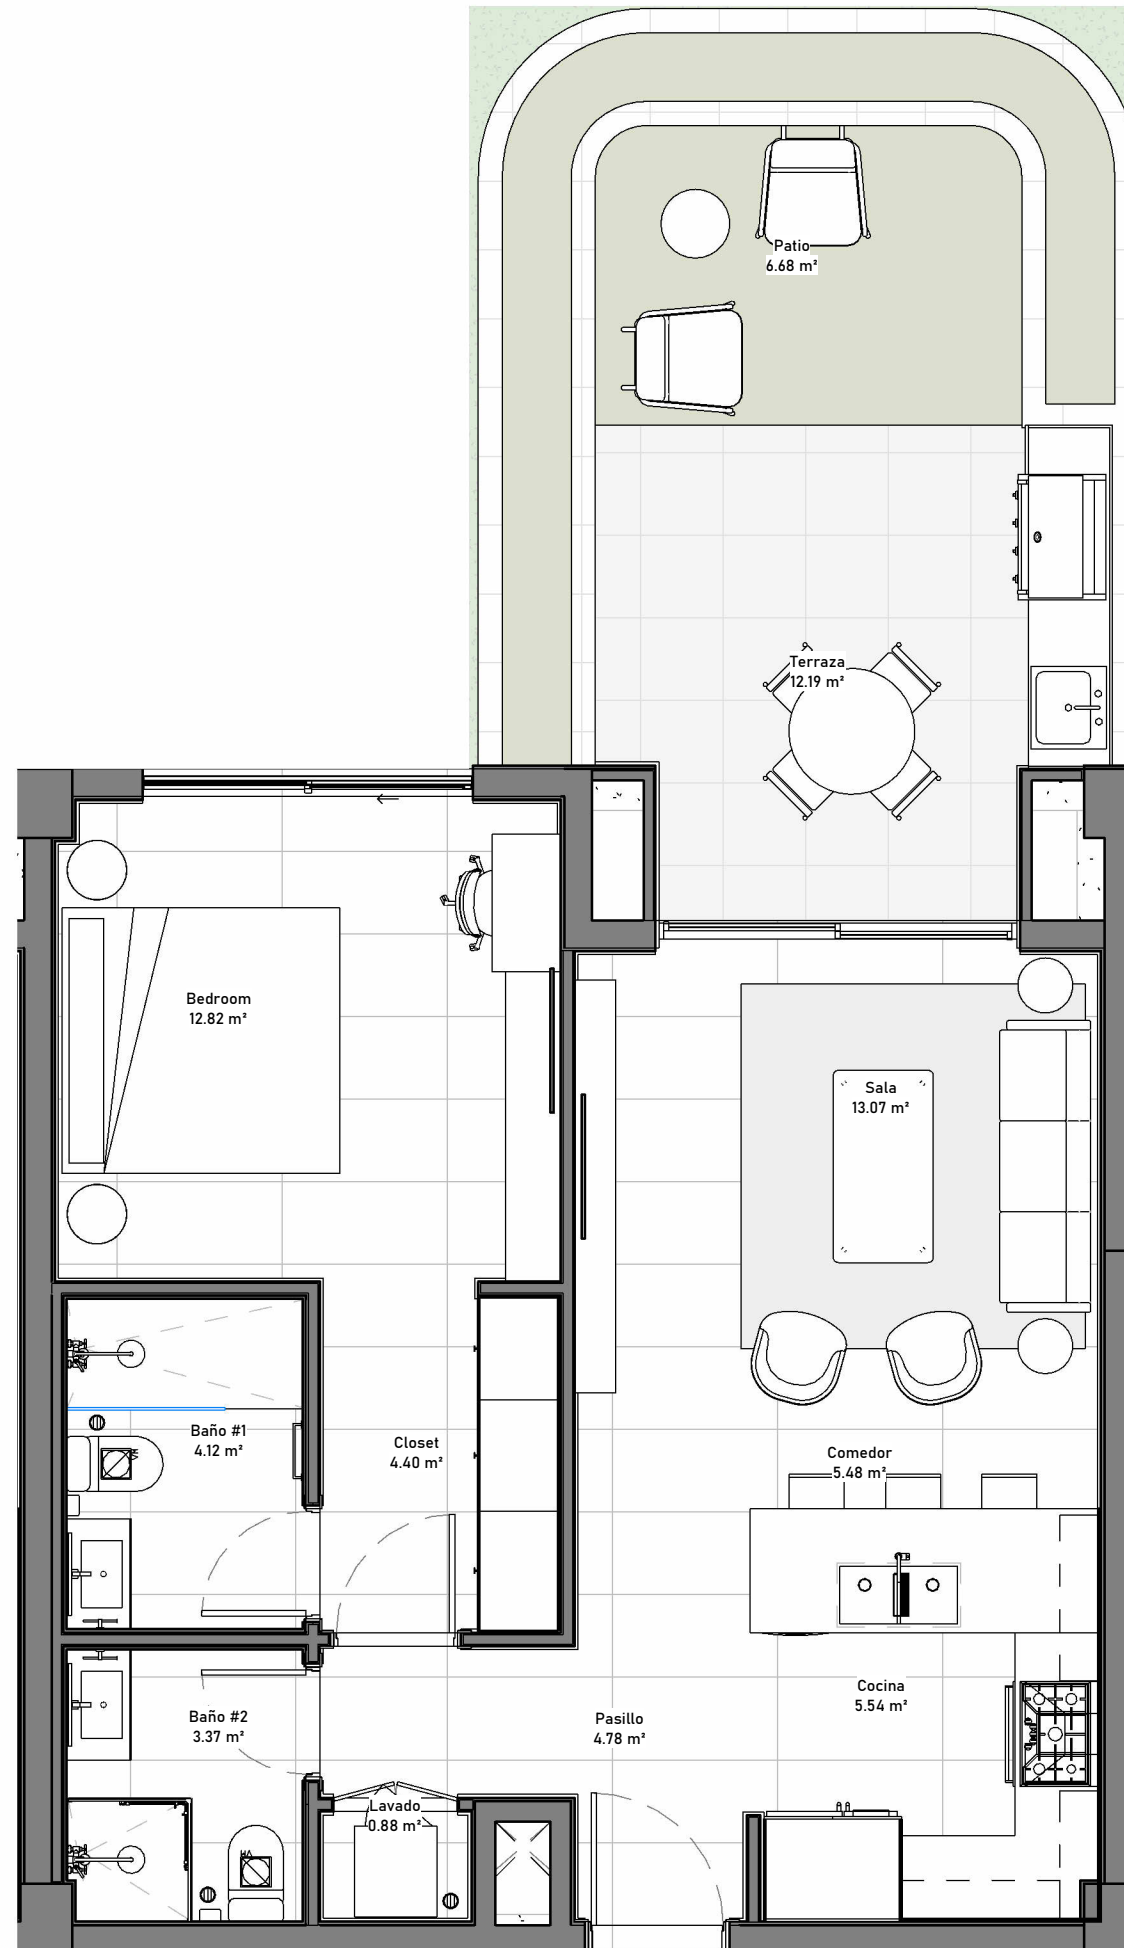 Patio
6.68 m²
Terraza
12.19 m²
Bedroom
12.82 m²
Sala
13.07 m²
Baño #1
4.12 m²
Closet
4.40 m²
Comedor
5.48 m²
Cocina
5.54 m²
Baño #2
3.37 m²
Pasillo
4.78 m²
Lavado
0.88 m²